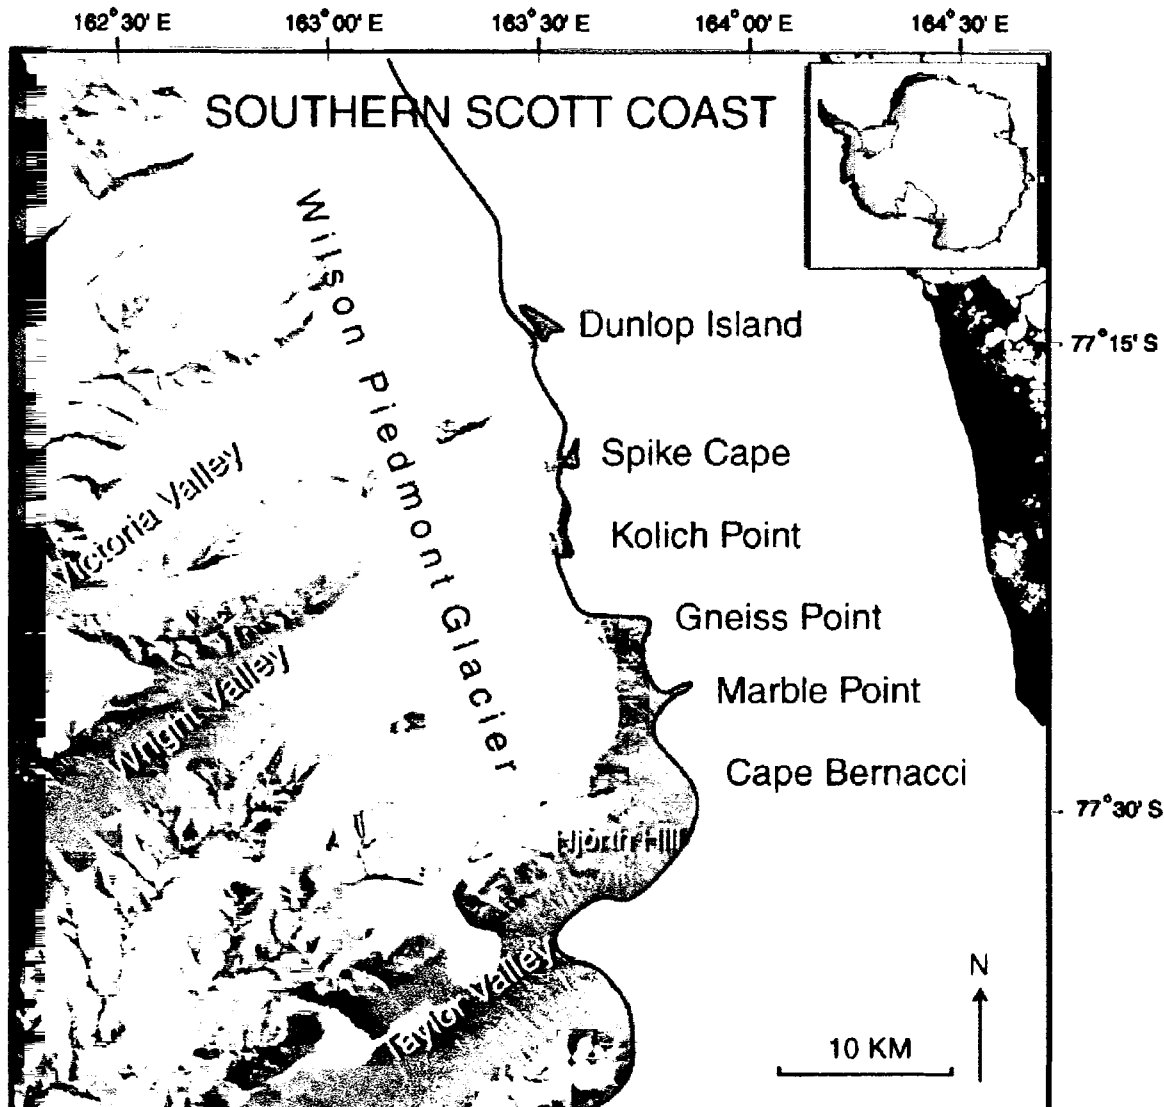 162°30' E 163°00' E 163°30' E 164°00' E 164°30' E
SOUTHERN SCOTT COAST
Wilson Piedmont Glacier
Dunlop Island
77°15' S
Spike Cape
Victoria Valley
Kolich Point
Gneiss Point
Wright Valley
Marble Point
Cape Bernacci
77°30' S
Hjorth Hill
Taylor Valley
N
10 KM